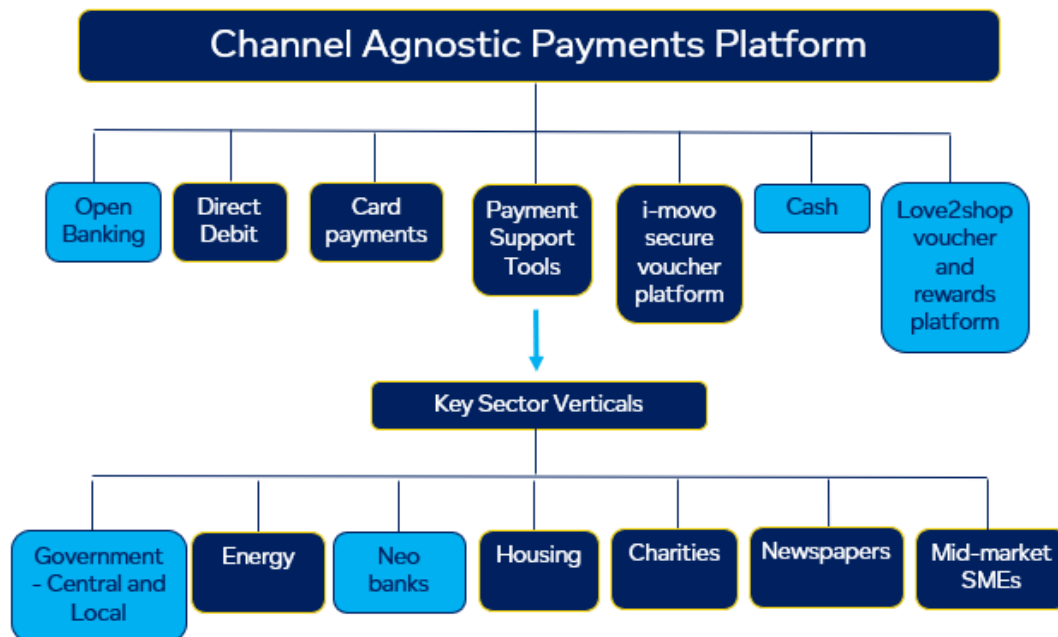 Channel Agnostic Payments Platform
Open
Banking
Direct
Debit
Card
payments
Payment
Support
Tools
i-movo
secure
voucher
platform
Cash
Love2shop
voucher
and
rewards
platform
Key Sector Verticals
Government
- Central and
Local
Energy
Neo
banks
Housing
Charities
Newspapers
Mid-market
SMEs